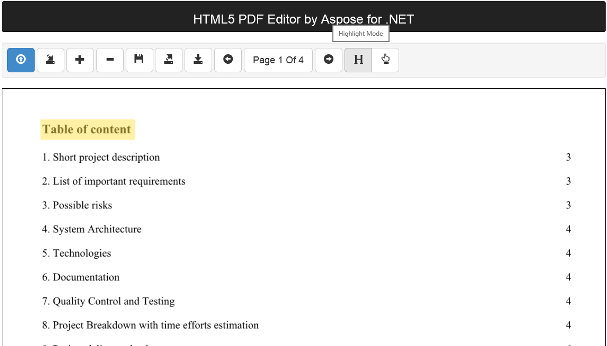 HTML5 PDF Editor by Aspose for .NET
Highlight Mode
Page 1 Of 4
H
Table of content
1. Short project description 3
2. List of important requirements 3
3. Possible risks 3
4. System Architecture 4
5. Technologies 4
6. Documentation 4
7. Quality Control and Testing 4
8. Project Breakdown with time efforts estimation 4